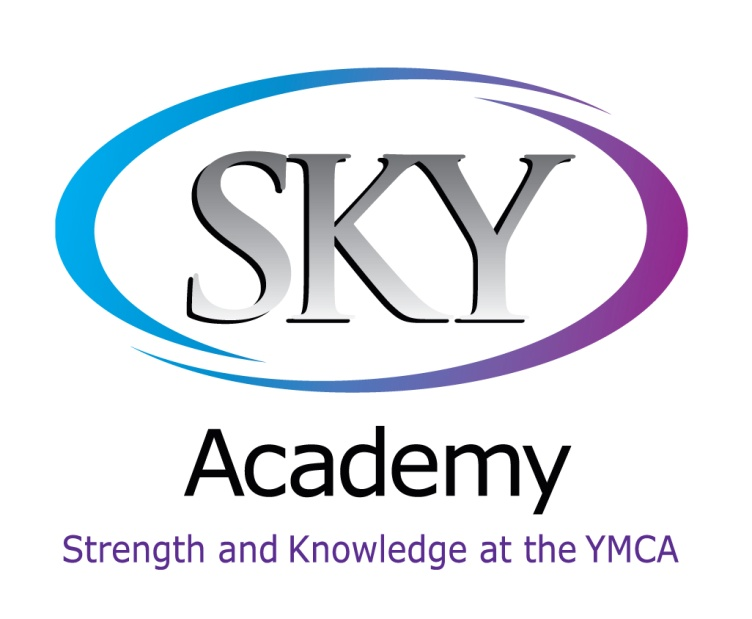 SKY
Academy
Strength and Knowledge at the YMCA